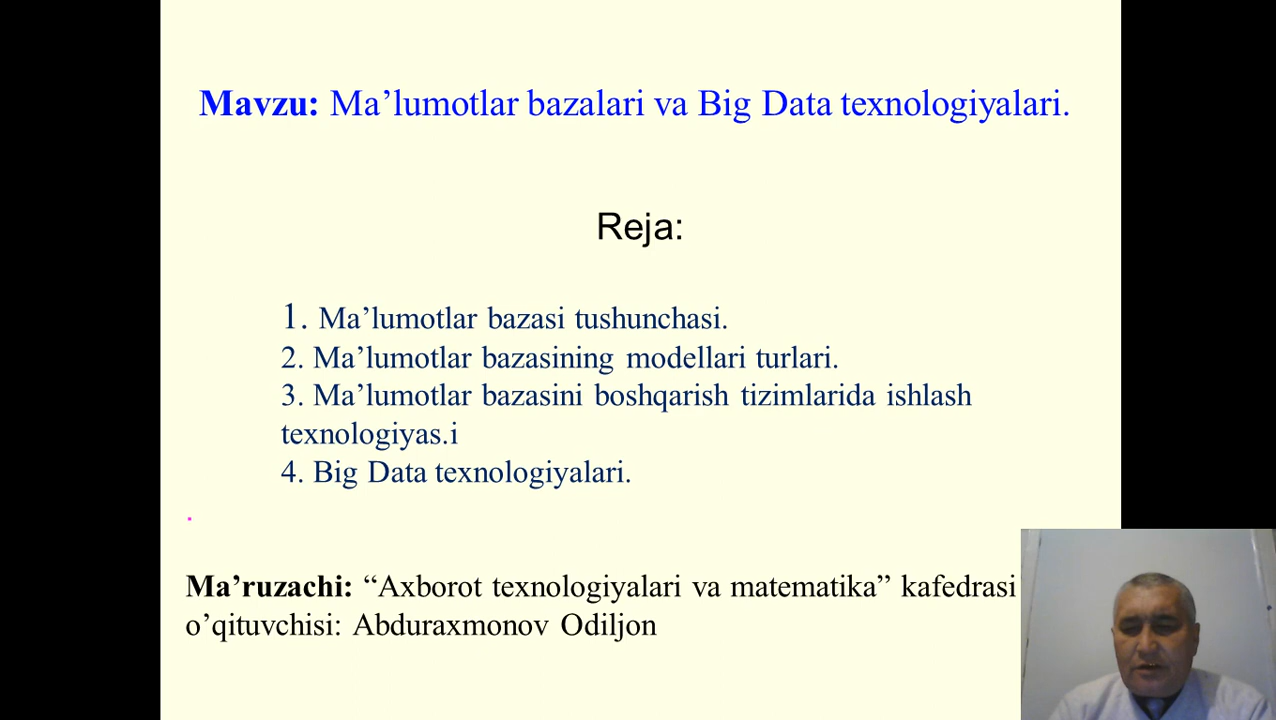 Mavzu: Ma’lumotlar bazalari va Big Data texnologiyalari.
Reja:
1. Ma’lumotlar bazasi tushunchasi.
2. Ma’lumotlar bazasining modellari turlari.
3. Ma’lumotlar bazasini boshqarish tizimlarida ishlash
texnologiyas.i
4. Big Data texnologiyalari.
.
Ma’ruzachi: “Axborot texnologiyalari va matematika” kafedrasi
o’qituvchisi: Abduraxmonov Odiljon